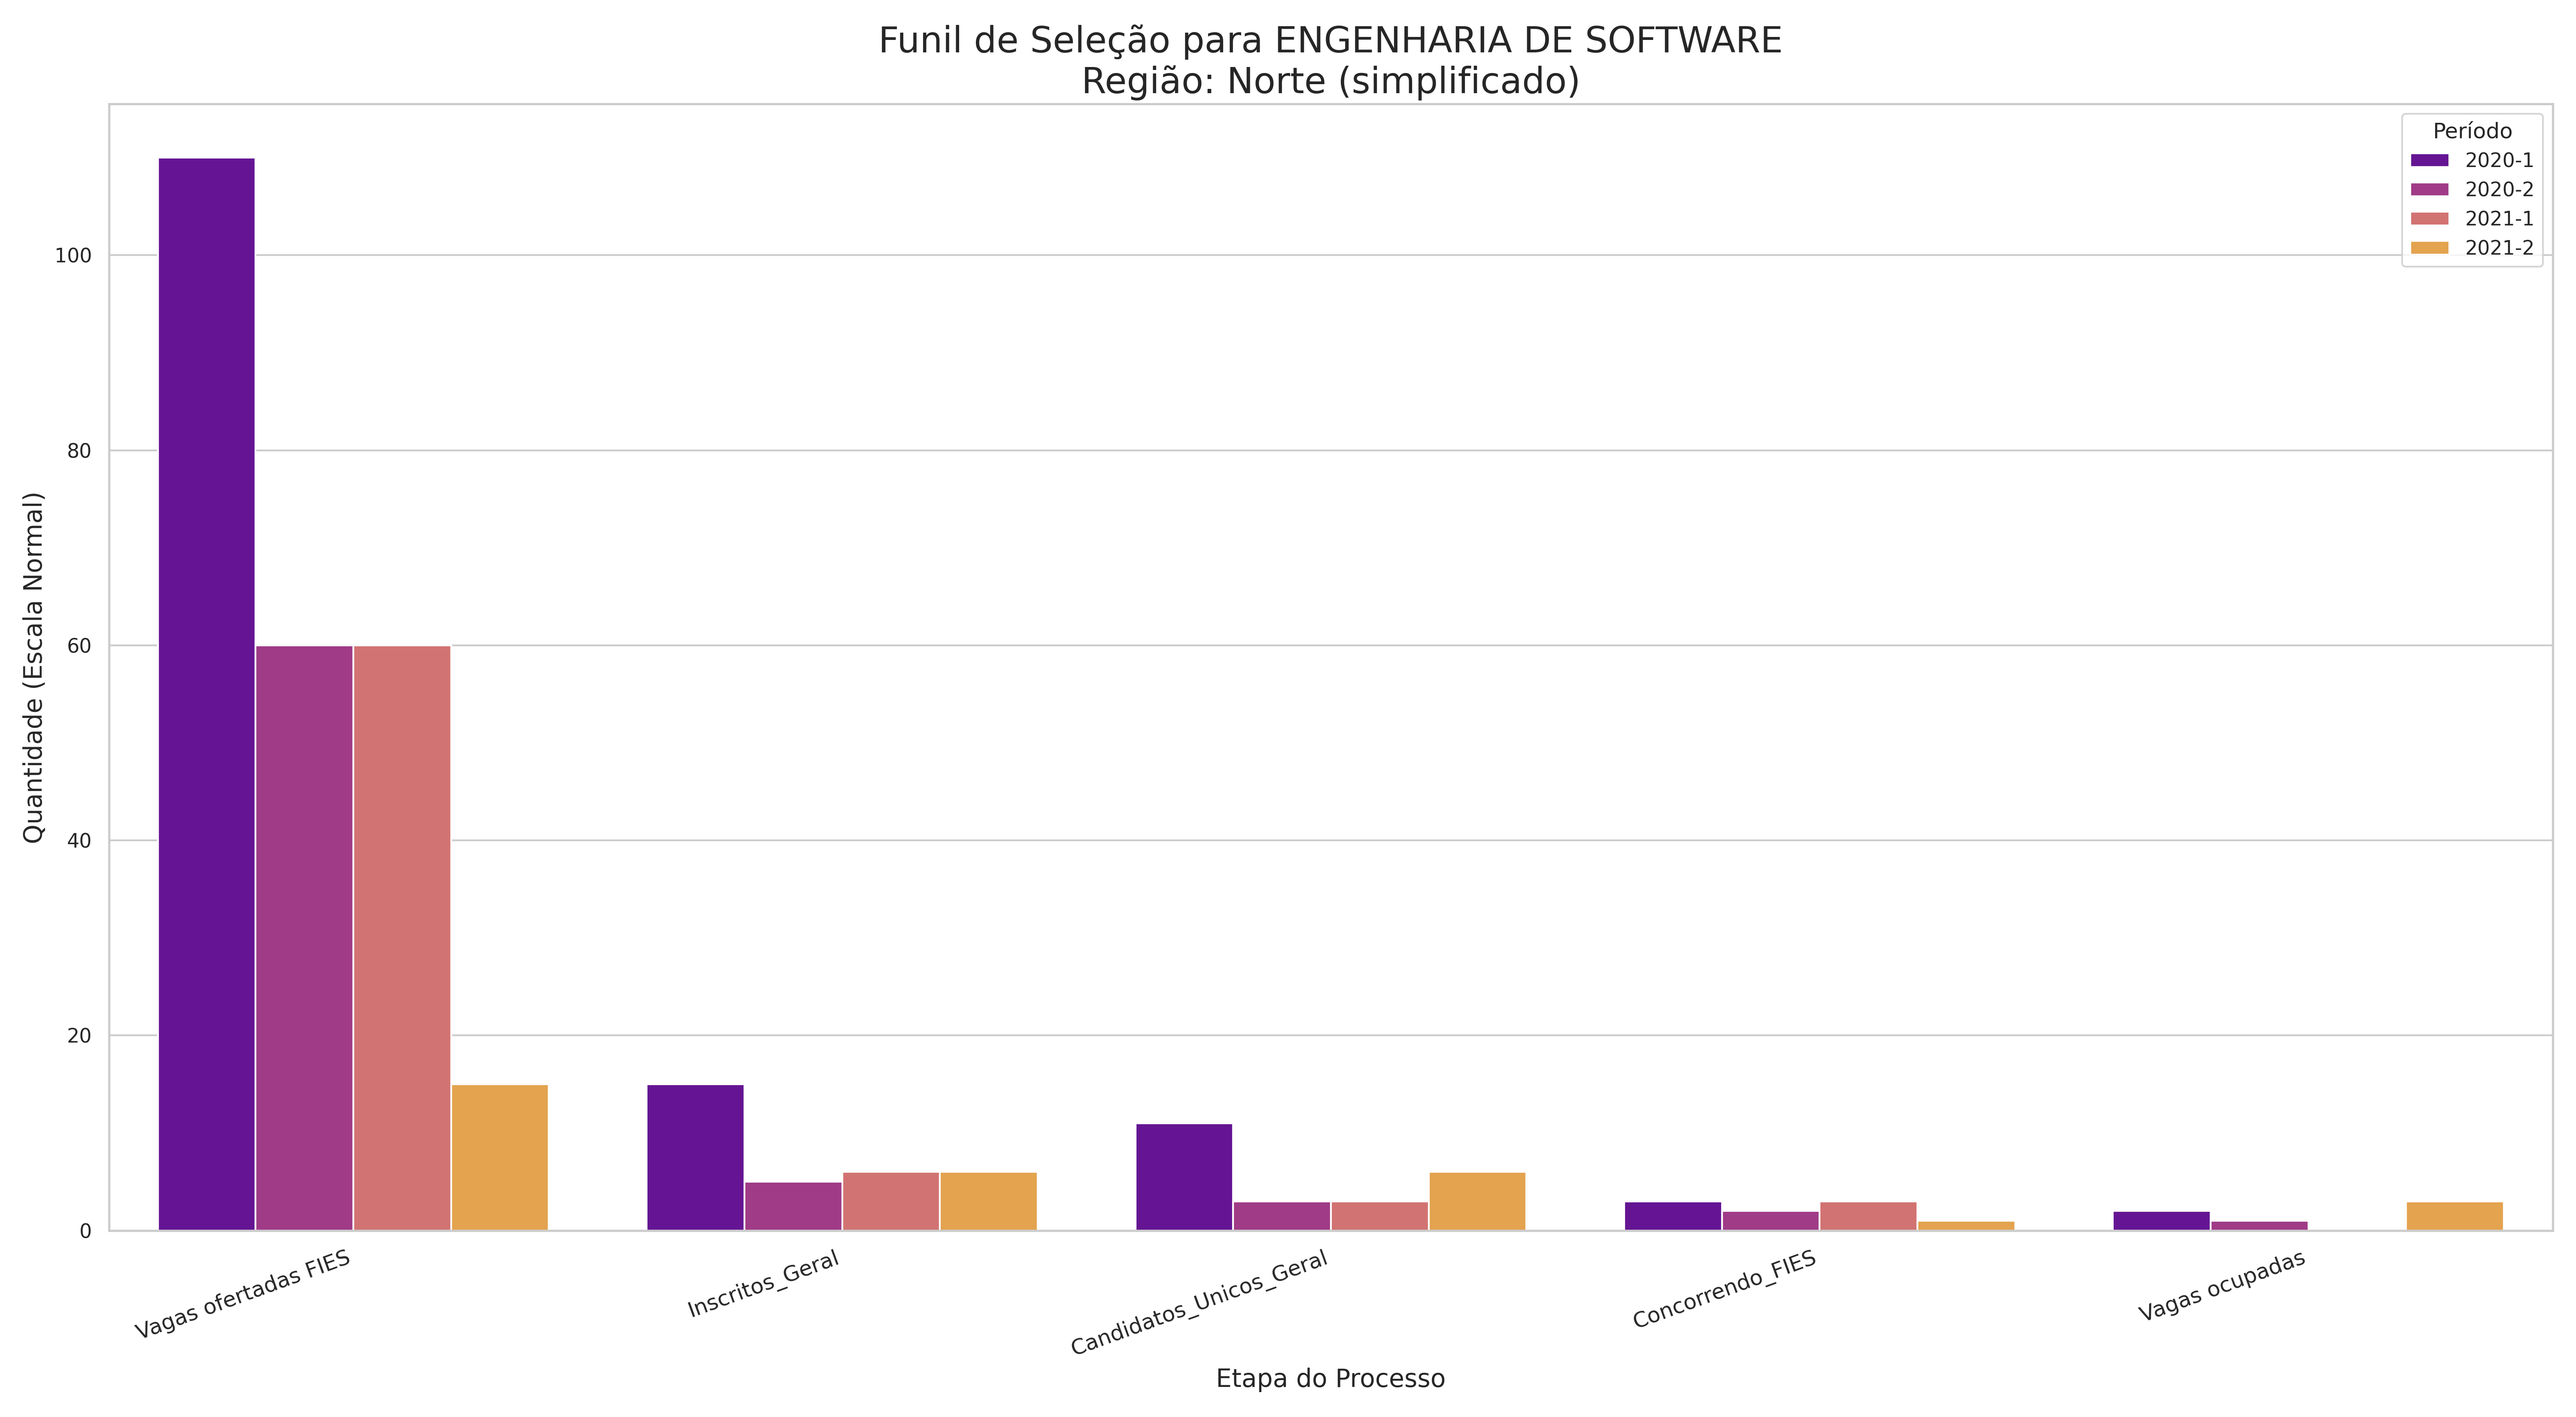 Funil de Seleção para ENGENHARIA DE SOFTWARE
Região: Norte (simplificado)
Período
2020-1
2020-2
2021-1
2021-2
Quantidade (Escala Normal)
100
80
60
40
20
0
Vagas ofertadas FIES
Inscritos_Geral
Candidatos_Unicos_Geral
Concorrendo_FIES
Vagas ocupadas
Etapa do Processo